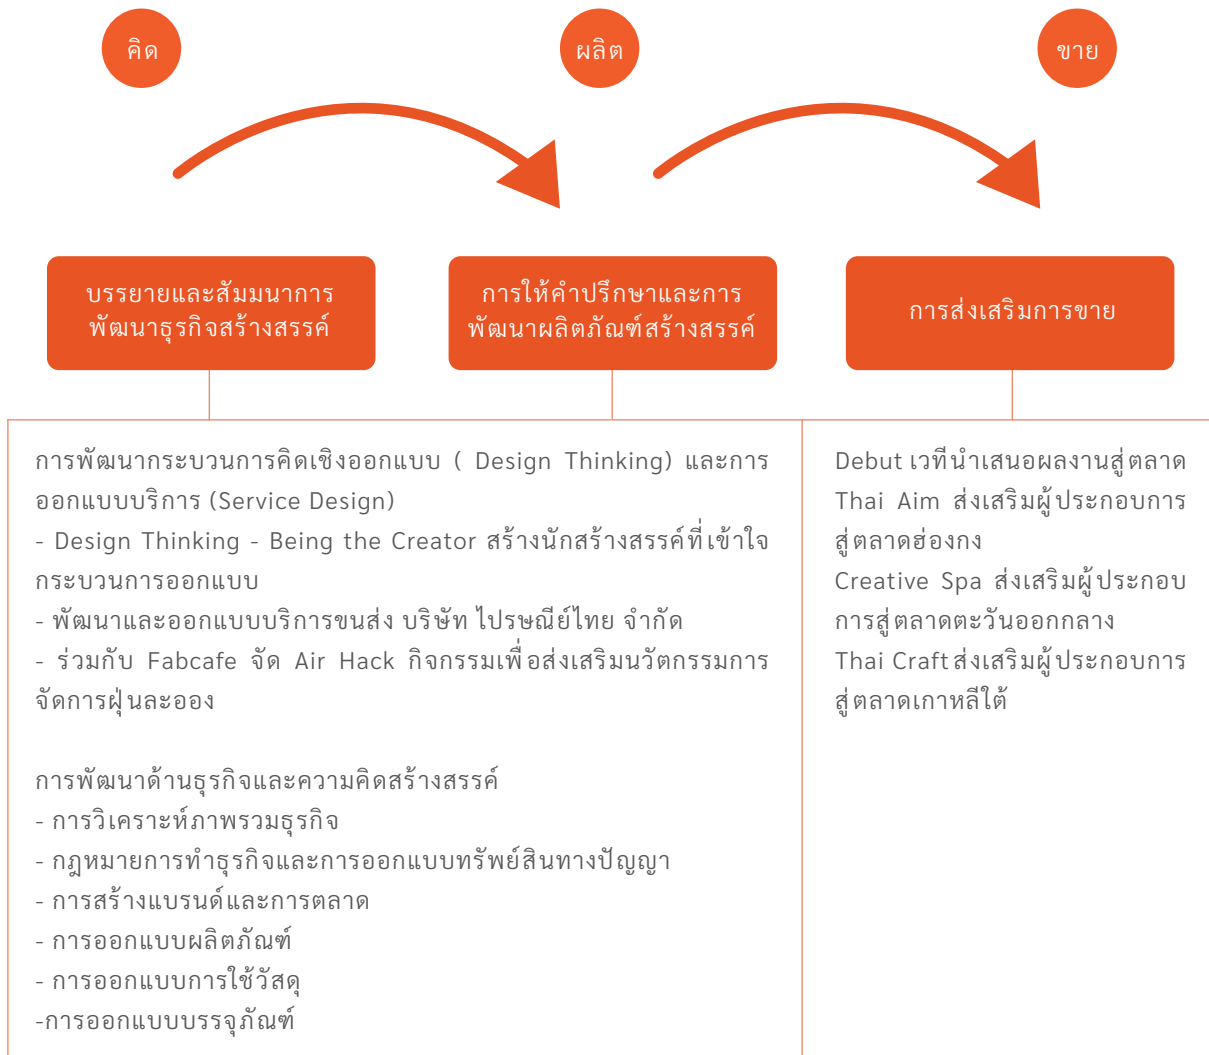 คิด
ผลิต
ขาย
บรรยายและสัมมนาการ
พัฒนาธุรกิจสร้างสรรค์
การให้คำปรึกษาและการ
พัฒนาผลิตภัณฑ์สร้างสรรค์
การส่งเสริมการขาย
การพัฒนากระบวนการคิดเชิงออกแบบ ( Design Thinking) และการ
ออกแบบบริการ (Service Design)
- Design Thinking - Being the Creator สร้างนักสร้างสรรค์ที่เข้าใจ
กระบวนการออกแบบ
- พัฒนาและออกแบบบริการขนส่ง บริษัท ไปรษณีย์ไทย จำกัด
- ร่วมกับ Fabcafe จัด Air Hack กิจกรรมเพื่อส่งเสริมนวัตกรรมการ
จัดการฝุ่นละออง
การพัฒนาด้านธุรกิจและความคิดสร้างสรรค์
- การวิเคราะห์ภาพรวมธุรกิจ
- กฎหมายการทำธุรกิจและการออกแบบทรัพย์สินทางปัญญา
- การสร้างแบรนด์และการตลาด
- การออกแบบผลิตภัณฑ์
- การออกแบบการใช้วัสดุ
-การออกแบบบรรจุภัณฑ์
Debut เวทีนำเสนอผลงานสู่ตลาด
Thai Aim ส่งเสริมผู้ประกอบการ
สู่ตลาดฮ่องกง
Creative Spa ส่งเสริมผู้ประกอบ
การสู่ตลาดตะวันออกกลาง
Thai Craft ส่งเสริมผู้ประกอบการ
สู่ตลาดเกาหลีใต้